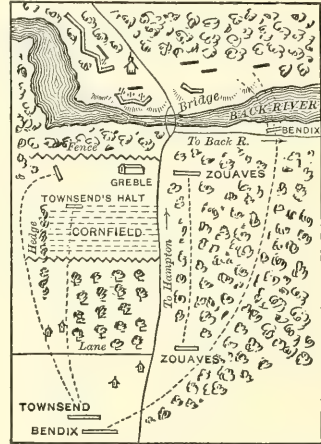 Bridge
BACK RIVER
BENDIX
To Back R.
Fence
GREBLE
ZOUAVES
TOWNSEND'S HALT
CORNFIELD
Hedge
To Hampton
Lane
ZOUAVES
TOWNSEND
BENDIX